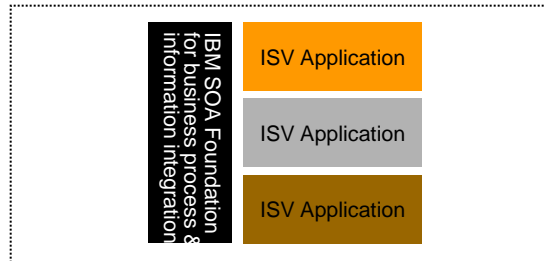 IBM SOA Foundation
for business process &
information integration
ISV Application
ISV Application
ISV Application